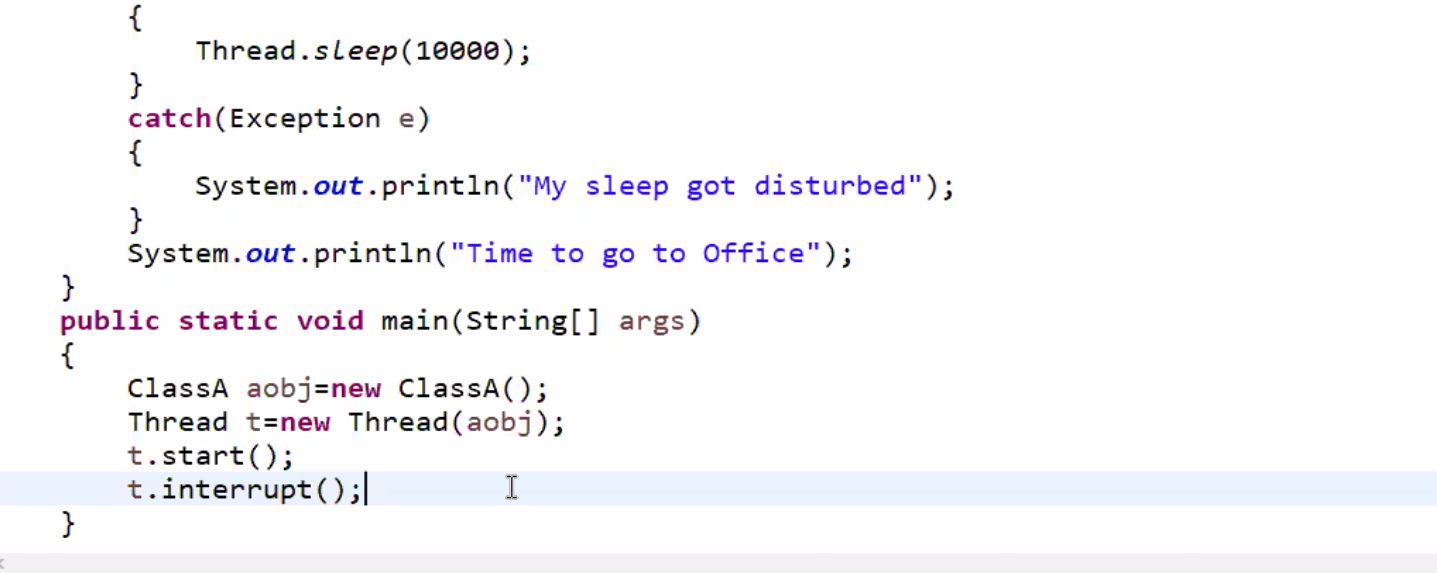 {
Thread.sleep(10000);
}
catch(Exception e)
{
System.out.println("My sleep got disturbed");
}
System.out.println("Time to go to Office");
}
public static void main(String[] args)
{
ClassA aobj=new ClassA();
Thread t=new Thread(aobj);
t.start();
t.interrupt();
}